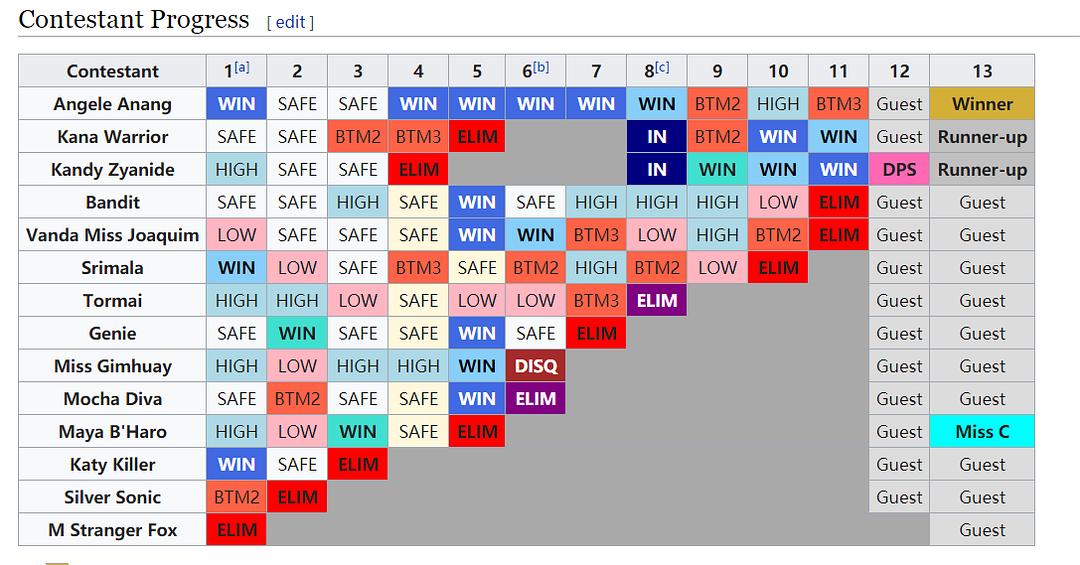 Contestant Progress [ edit ]
Contestant 1[a] 2 3 4 5 6[b] 7 8[c] 9 10 11 12 13
Angele Anang WIN SAFE SAFE WIN WIN WIN WIN WIN BTM2 HIGH BTM3 Guest Winner
Kana Warrior SAFE SAFE BTM2 BTM3 ELIM IN BTM2 WIN WIN Guest Runner-up
Kandy Zyanide HIGH SAFE SAFE ELIM IN WIN WIN WIN DPS Runner-up
Bandit SAFE SAFE HIGH SAFE WIN SAFE HIGH HIGH HIGH LOW ELIM Guest Guest
Vanda Miss Joaquim LOW SAFE SAFE SAFE WIN WIN BTM3 LOW HIGH BTM2 ELIM Guest Guest
Srimala WIN LOW SAFE BTM3 SAFE BTM2 HIGH BTM2 LOW ELIM Guest Guest
Tormai HIGH HIGH LOW SAFE LOW LOW BTM3 ELIM Guest Guest
Genie SAFE WIN SAFE SAFE WIN SAFE ELIM Guest Guest
Miss Gimhuay HIGH LOW HIGH HIGH WIN DISQ Guest Guest
Mocha Diva SAFE BTM2 SAFE SAFE WIN ELIM Guest Guest
Maya B'Haro HIGH LOW WIN SAFE ELIM Guest Miss C
Katy Killer WIN SAFE ELIM Guest Guest
Silver Sonic BTM2 ELIM Guest Guest
M Stranger Fox ELIM Guest